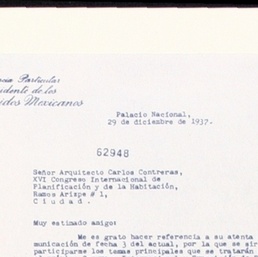 cia Particular
dente de los
idos Mexicanos
Palacio Nacional,
29 de diciembre de 1937.
62948
Señor Arquitecto Carlos Contreras,
XVI Congreso Internacional de
Planificación y de la Habitación,
Ramos Arizpe # 1,
C i u d a d .
Muy estimado amigo:
Me es grato hacer referencia a su atenta
municación de fecha 3 del actual, por la que se sir
participarme los temas principales que se tratarán